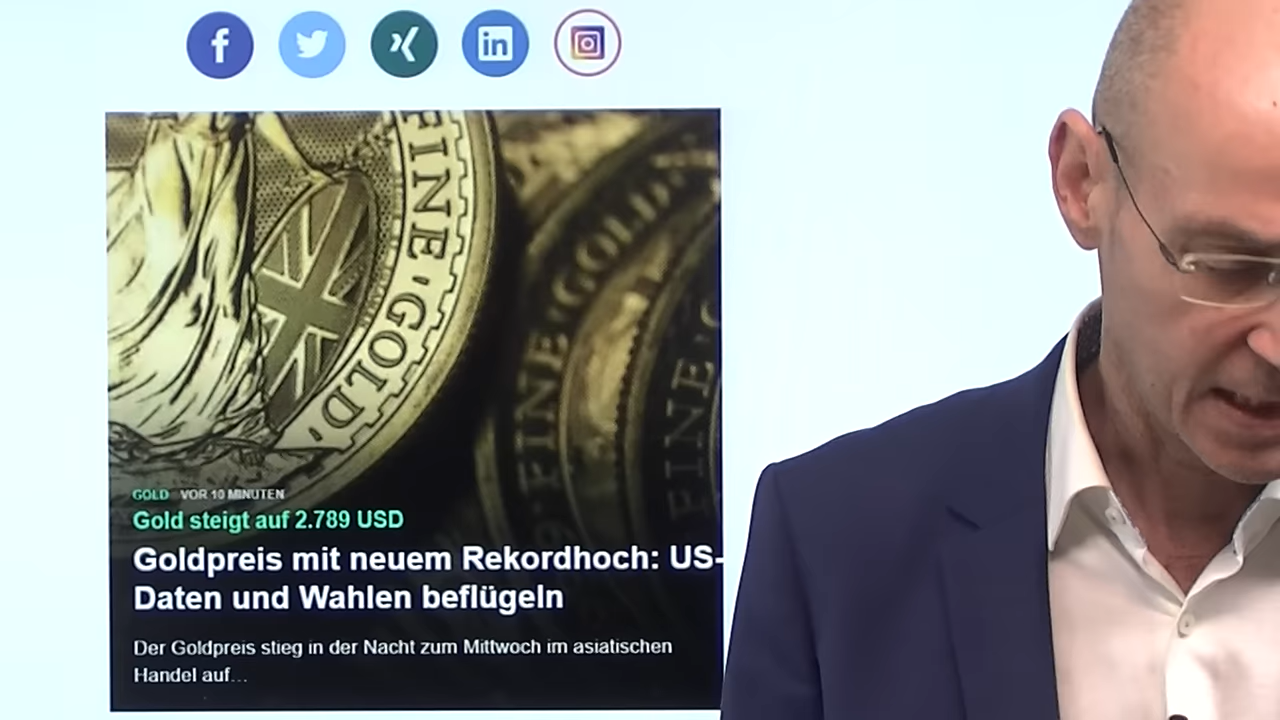 FINE GOLD
FINE GOLD
FINE
GOLD VOR 10 MINUTEN
Gold steigt auf 2.789 USD
Goldpreis mit neuem Rekordhoch: US-
Daten und Wahlen beflügeln
Der Goldpreis stieg in der Nacht zum Mittwoch im asiatischen
Handel auf...